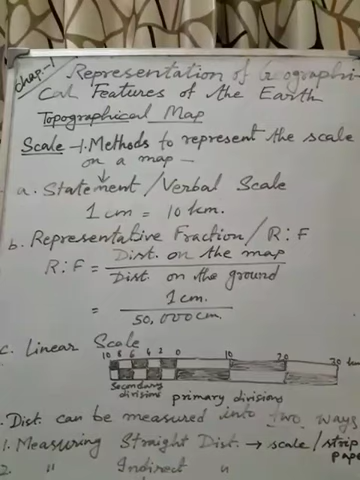 Chap.-1
Representation of Geographi-
cal Features of the Earth
Topographical Map
Scale → 1. Methods to represent the scale
on a map –
a. Statement / Verbal Scale
1 cm = 10 km.
b. Representative Fraction / R:F
R:F = Dist. on the map
Dist. on the ground
= 1 cm.
50,000 cm.
c. Linear Scale
10 8 6 4 2 0 10 20 30 km
Secondary
divisions primary divisions
. Dist. can be measured into two ways
1. Measuring Straight Dist. → scale / strip
pape
2. " Indirect "